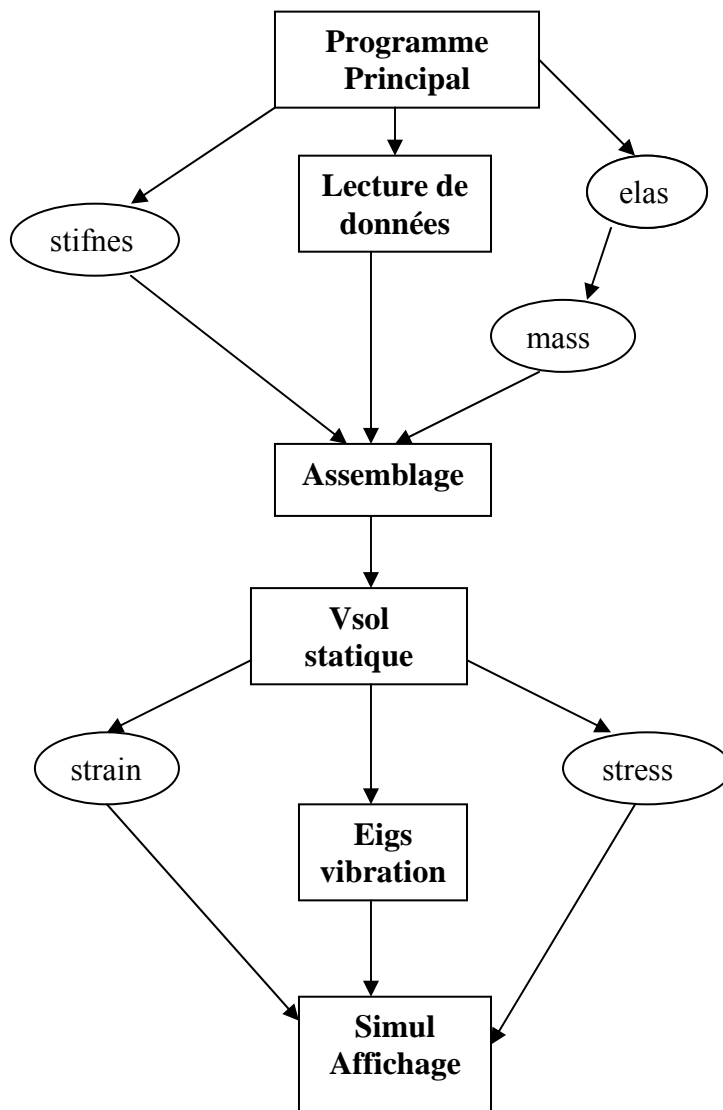 Programme
Principal
Lecture de
données
elas
stifnes
mass
Assemblage
Vsol
statique
strain
stress
Eigs
vibration
Simul
Affichage